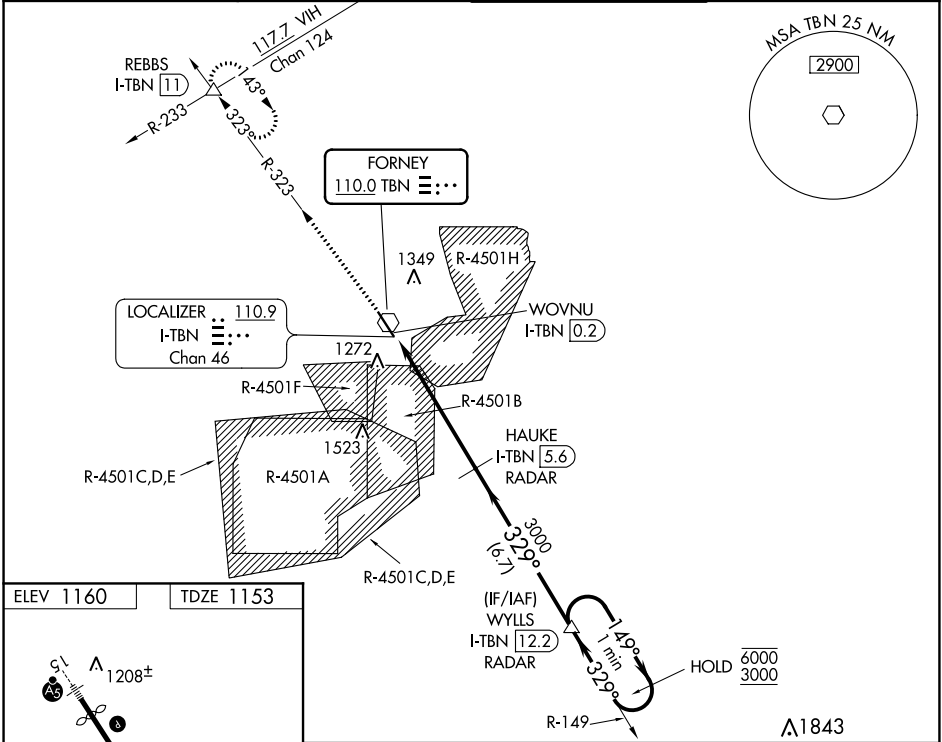 117.7 VIH
Chan 124
REBBS
I-TBN 11
R-233
143°
323°
R-323
MSA TBN 25 NM
2900
FORNEY
110.0 TBN
1349
R-4501H
LOCALIZER 110.9
I-TBN
Chan 46
WOVNU
I-TBN 0.2
1272
R-4501F
R-4501B
1523
HAUKE
I-TBN 5.6
RADAR
R-4501C,D,E
R-4501A
3000
329°
(6.7)
R-4501C,D,E
(IF/IAF)
WYLLS
I-TBN 12.2
RADAR
149°
1 min
329°
HOLD 6000
3000
R-149
1843
ELEV 1160
TDZE 1153
15
1208±
A5